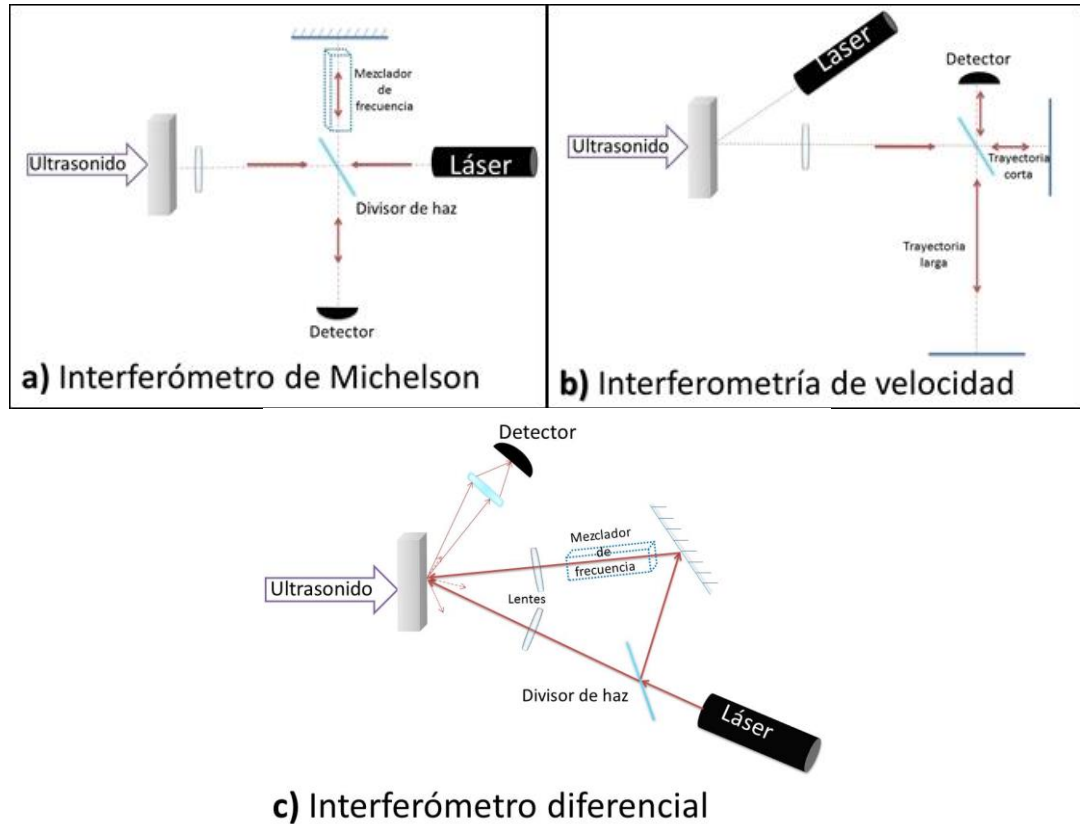 Mezclador
de
frecuencia
Ultrasonido
Láser
Divisor de haz
Detector
a) Interferómetro de Michelson
Láser
Detector
Ultrasonido
Trayectoria
corta
Trayectoria
larga
b) Interferometría de velocidad
Detector
Mezclador
de
frecuencia
Ultrasonido
Lentes
Divisor de haz
Láser
c) Interferómetro diferencial